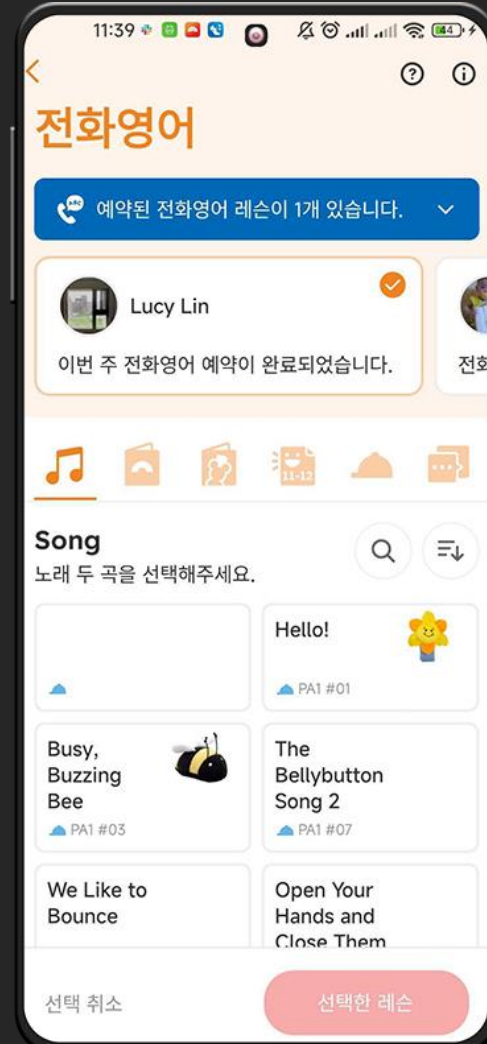 11:39
44
전화영어
예약된 전화영어 레슨이 1개 있습니다.
Lucy Lin
이번 주 전화영어 예약이 완료되었습니다.
전화
11-12
Song
노래 두 곡을 선택해주세요.
Hello!
PA1 #01
Busy,
Buzzing
Bee
PA1 #03
The
Bellybutton
Song 2
PA1 #07
We Like to
Bounce
Open Your
Hands and
Close Them
선택 취소
선택한 레슨